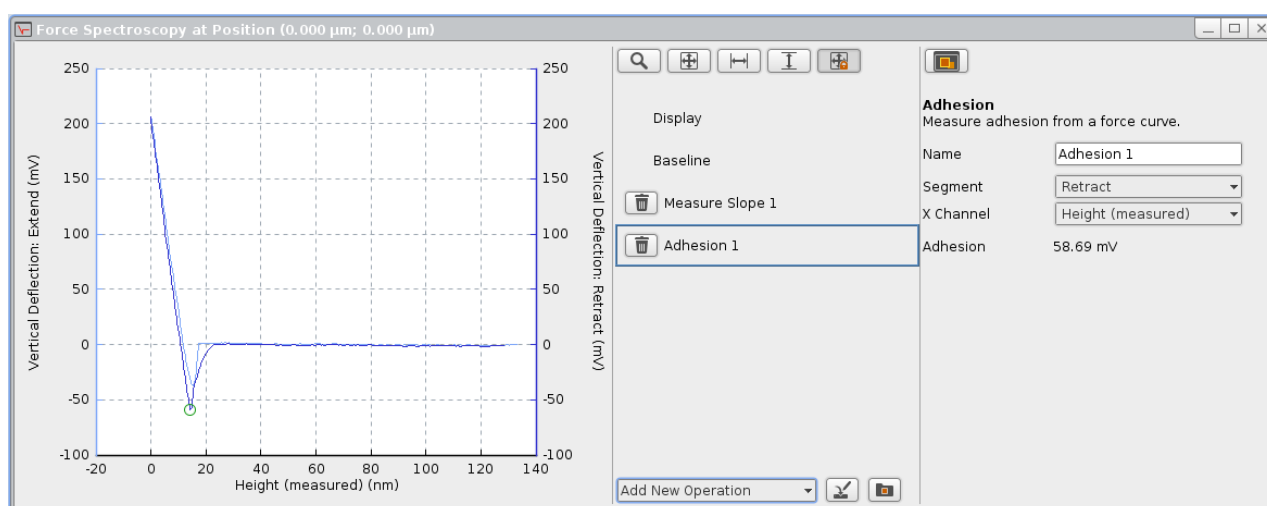 Force Spectroscopy at Position (0.000 µm; 0.000 µm)
250
200
150
100
50
0
-50
-100
Vertical Deflection: Extend (mV)
-20 0 20 40 60 80 100 120 140
Height (measured) (nm)
250
200
150
100
50
0
-50
-100
Vertical Deflection: Retract (mV)
Display
Baseline
Measure Slope 1
Adhesion 1
Add New Operation
Adhesion
Measure adhesion from a force curve.
Name Adhesion 1
Segment Retract
X Channel Height (measured)
Adhesion 58.69 mV